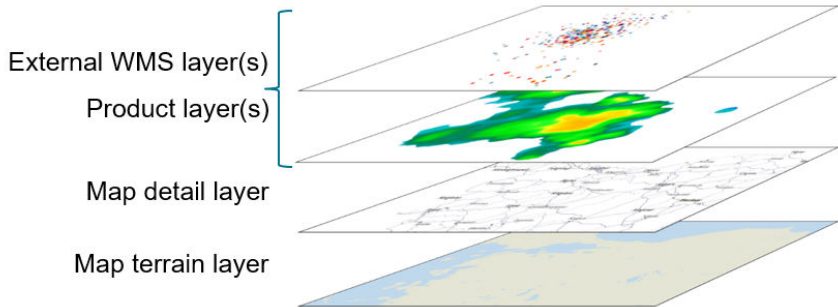 External WMS layer(s)
Product layer(s)
Map detail layer
Map terrain layer